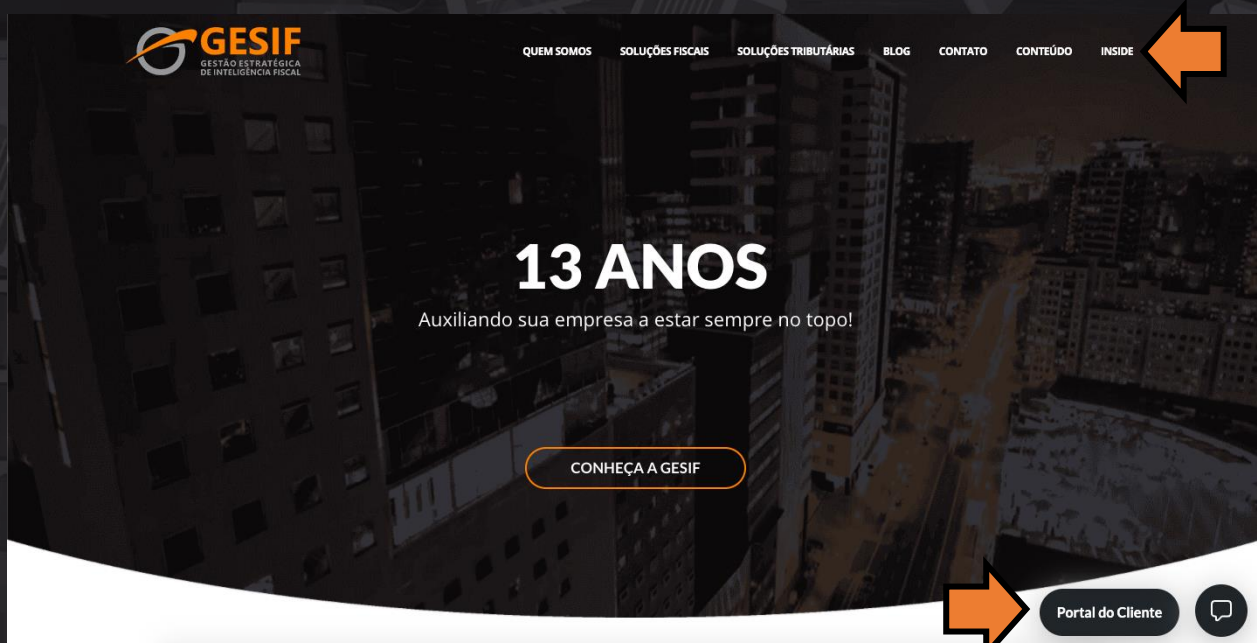 GESIF
GESTÃO ESTRATÉGICA
DE INTELIGÊNCIA FISCAL
QUEM SOMOS SOLUÇÕES FISCAIS SOLUÇÕES TRIBUTÁRIAS BLOG CONTATO CONTEÚDO INSIDE
13 ANOS
Auxiliando sua empresa a estar sempre no topo!
CONHEÇA A GESIF
Portal do Cliente